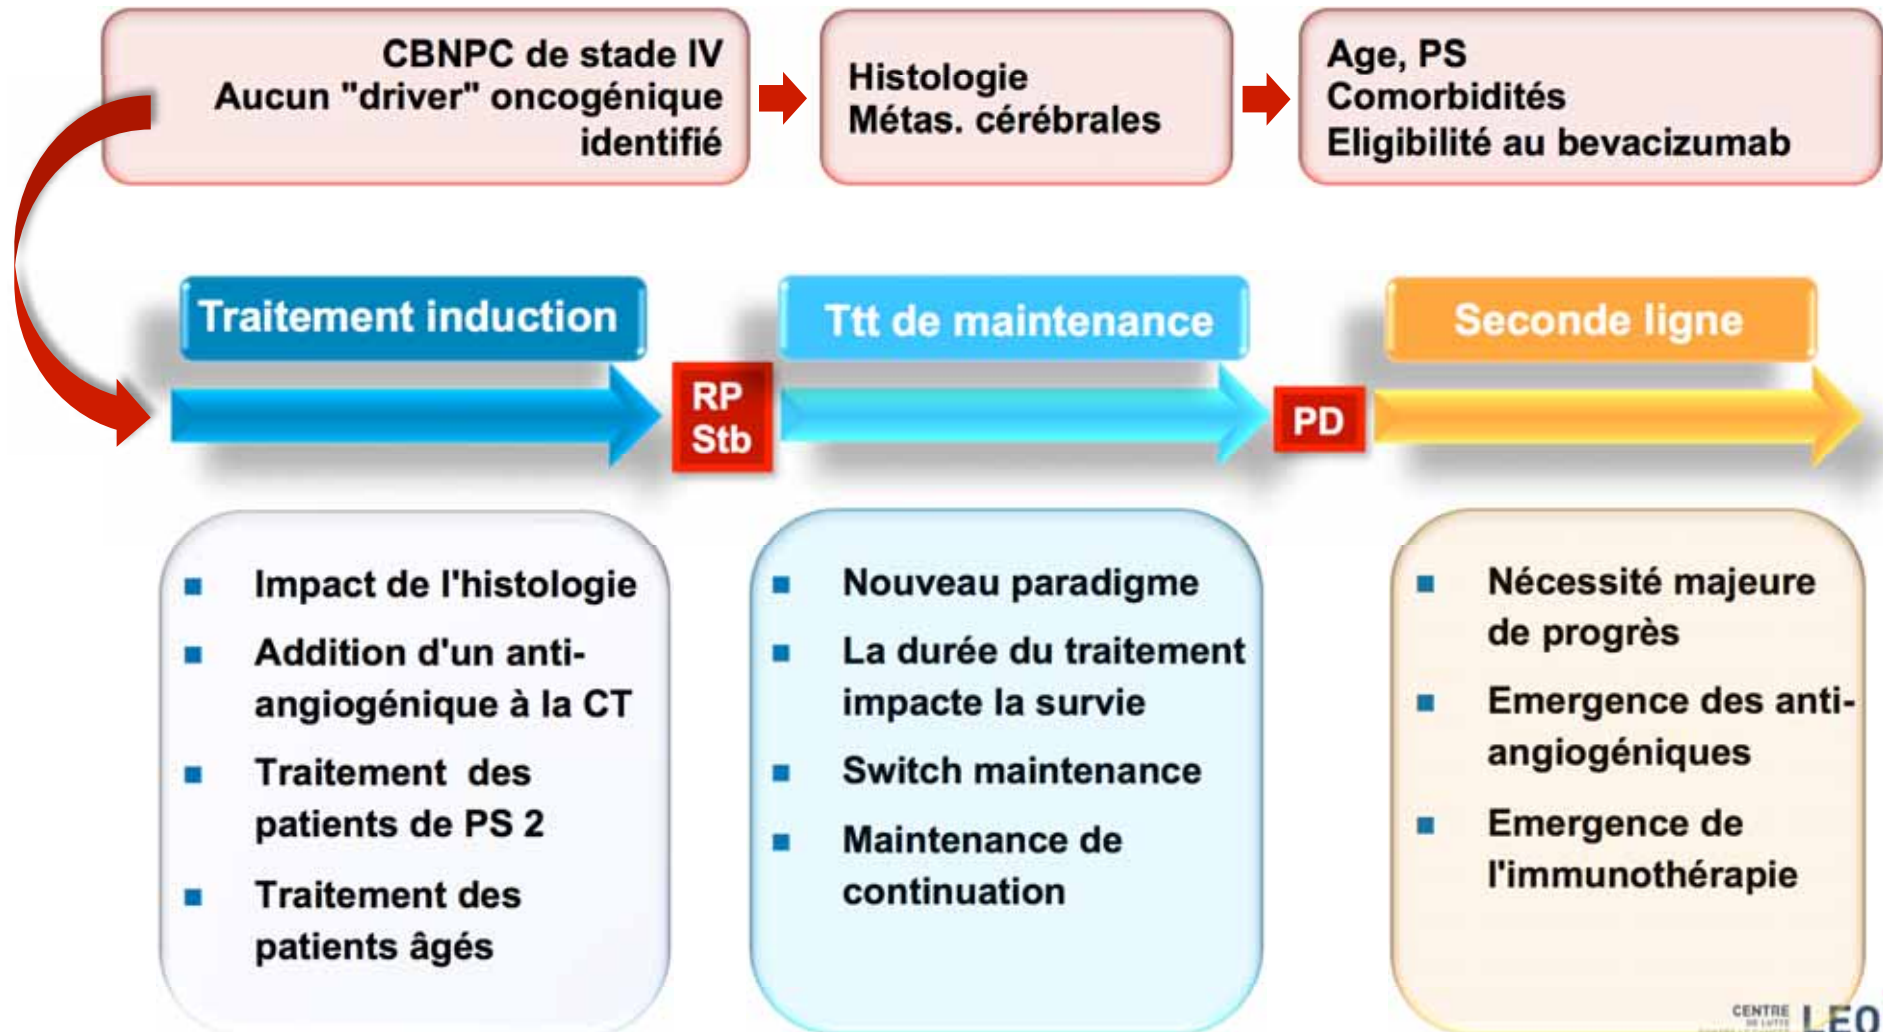 CBNPC de stade IV
Aucun "driver" oncogénique
identifié
Histologie
Métas. cérébrales
Age, PS
Comorbidités
Eligibilité au bevacizumab
Traitement induction
Ttt de maintenance
Seconde ligne
RP
Stb
PD
Impact de l'histologie
Addition d'un anti-
angiogénique à la CT
Traitement des
patients de PS 2
Traitement des
patients âgés
Nouveau paradigme
La durée du traitement
impacte la survie
Switch maintenance
Maintenance de
continuation
Nécessité majeure
de progrès
Emergence des anti-
angiogéniques
Emergence de
l'immunothérapie
CENTRE
DE LUTTE
LEO